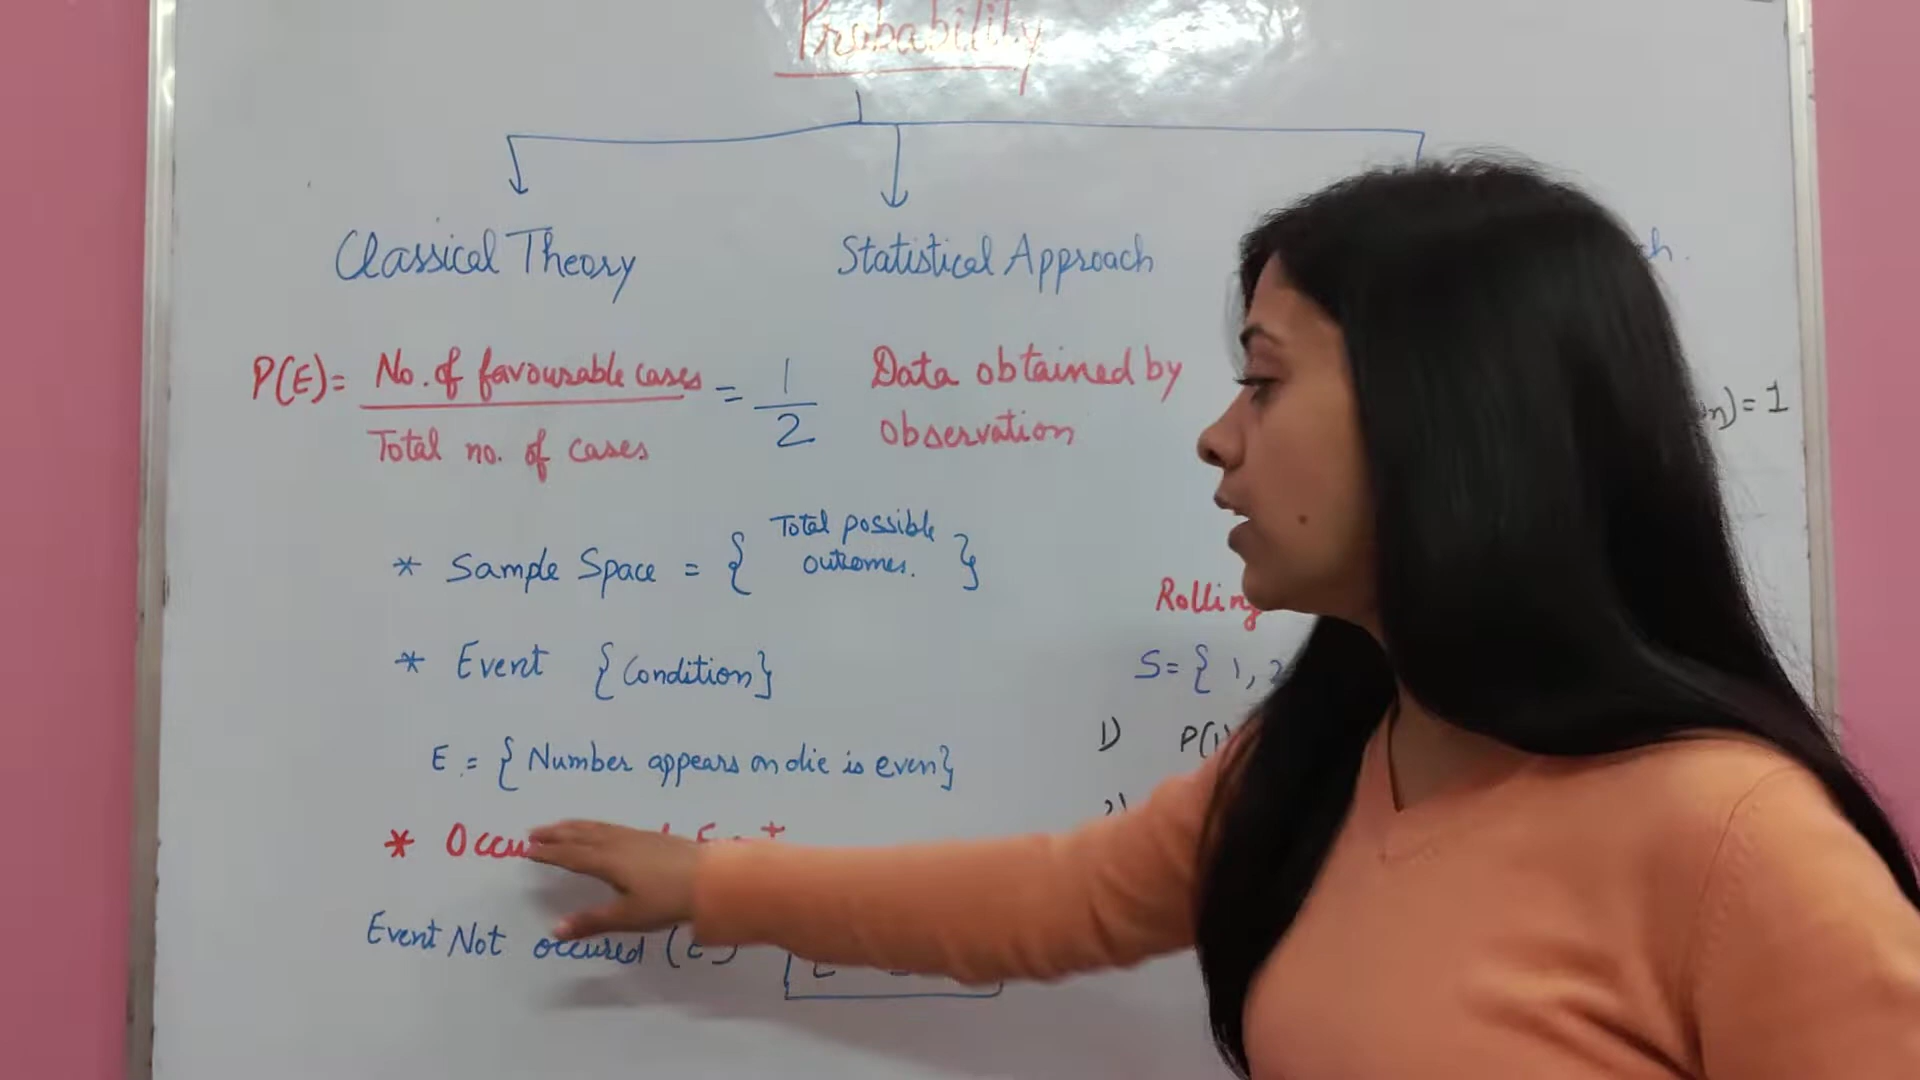 Probability
Classical Theory
Statistical Approach
P(E) = No. of favourable cases / Total no. of cases = 1/2
Data obtained by
observation
n) = 1
* Sample Space = { Total possible outcomes. }
* Event {Condition}
E = { Number appears on die is even}
* Event
Event Not occured
Rolling
S = { 1, 2
1) P(1)
2)